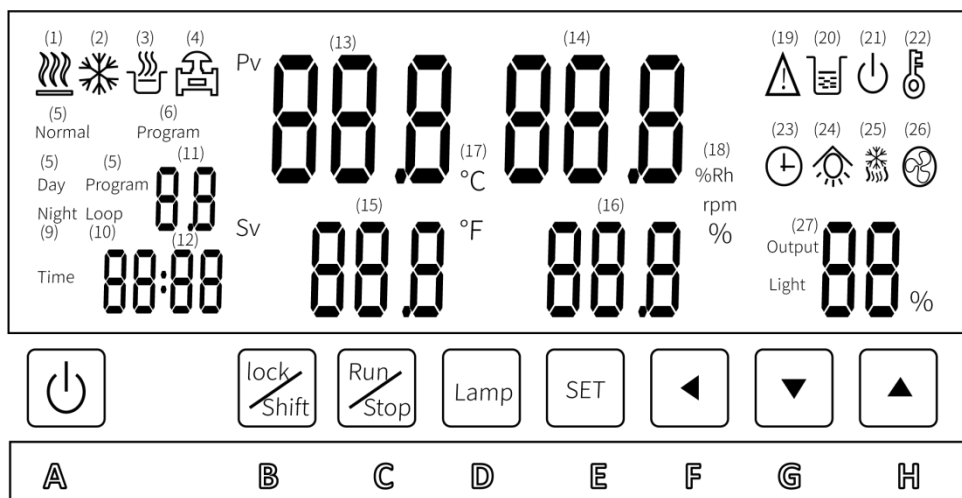 (1) (2) (3) (4)
Pv (13) (14)
(19) (20) (21) (22)
88.8 88.8
(5) (6)
Normal Program
(5) (5) (11)
Day Program 8.8
(17) (18)
°C %Rh
(23) (24) (25) (26)
Night Loop
(9) (10) (12)
Sv (15) °F (16) rpm
%
88.8 88.8
(27)
Output
Time 88:88
Light 88 %
lock/Shift Run/Stop Lamp SET
A B C D E F G H